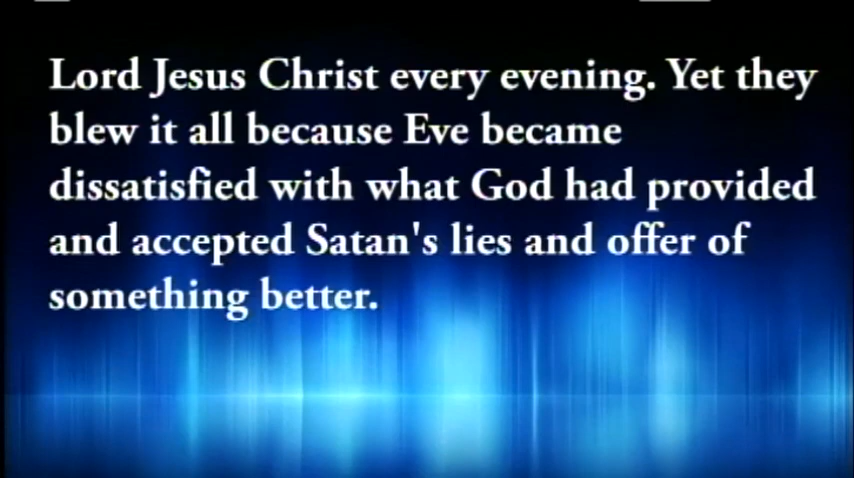 Lord Jesus Christ every evening. Yet they
blew it all because Eve became
dissatisfied with what God had provided
and accepted Satan's lies and offer of
something better.